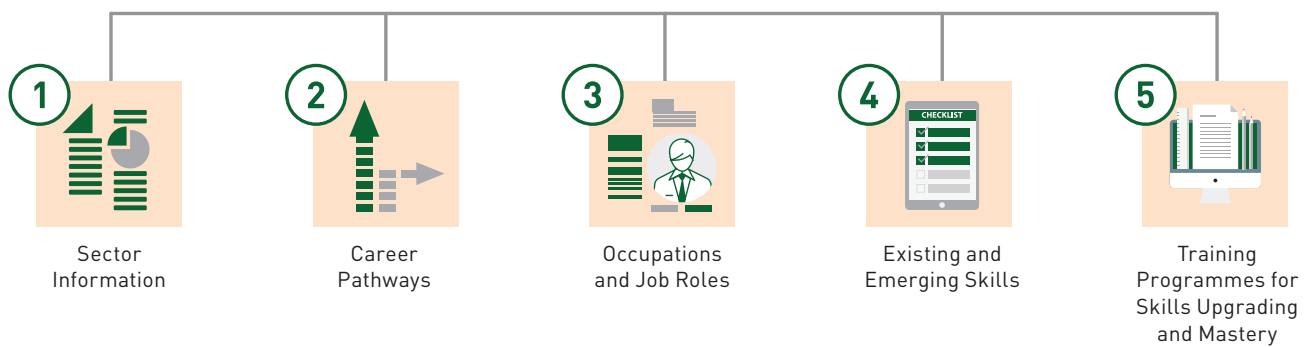 1
Sector
Information
2
Career
Pathways
3
Occupations
and Job Roles
4
CHECKLIST
Existing and
Emerging Skills
5
Training
Programmes for
Skills Upgrading
and Mastery